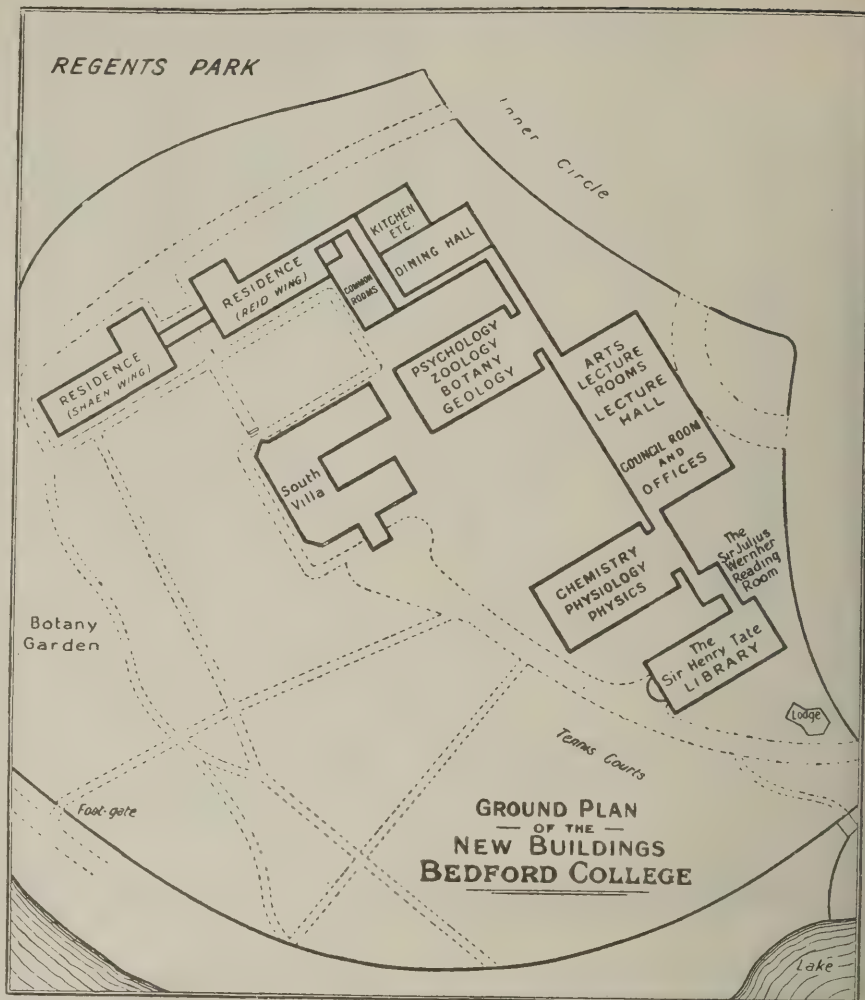 REGENTS PARK
Inner Circle
KITCHEN
ETC.
DINING HALL
COMMON
ROOMS
RESIDENCE
(REID WING)
RESIDENCE
(SHAEN WING)
PSYCHOLOGY
ZOOLOGY
BOTANY
GEOLOGY
ARTS
LECTURE
ROOMS
LECTURE
HALL
COUNCIL ROOM
AND
OFFICES
South
Villa
The
Sir Julius
Wernher
Reading
Room
CHEMISTRY
PHYSIOLOGY
PHYSICS
The
Sir Henry Tate
LIBRARY
Botany
Garden
Lodge
Tennis Courts
Foot-gate
GROUND PLAN
— OF THE —
NEW BUILDINGS
BEDFORD COLLEGE
Lake